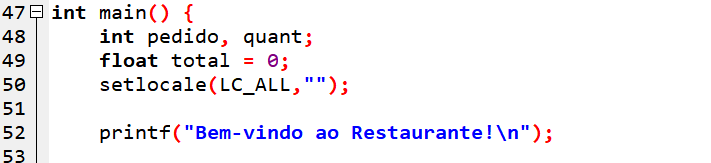 47 int main() {
48 int pedido, quant;
49 float total = 0;
50 setlocale(LC_ALL,"");
51
52 printf("Bem-vindo ao Restaurante!\n");
53